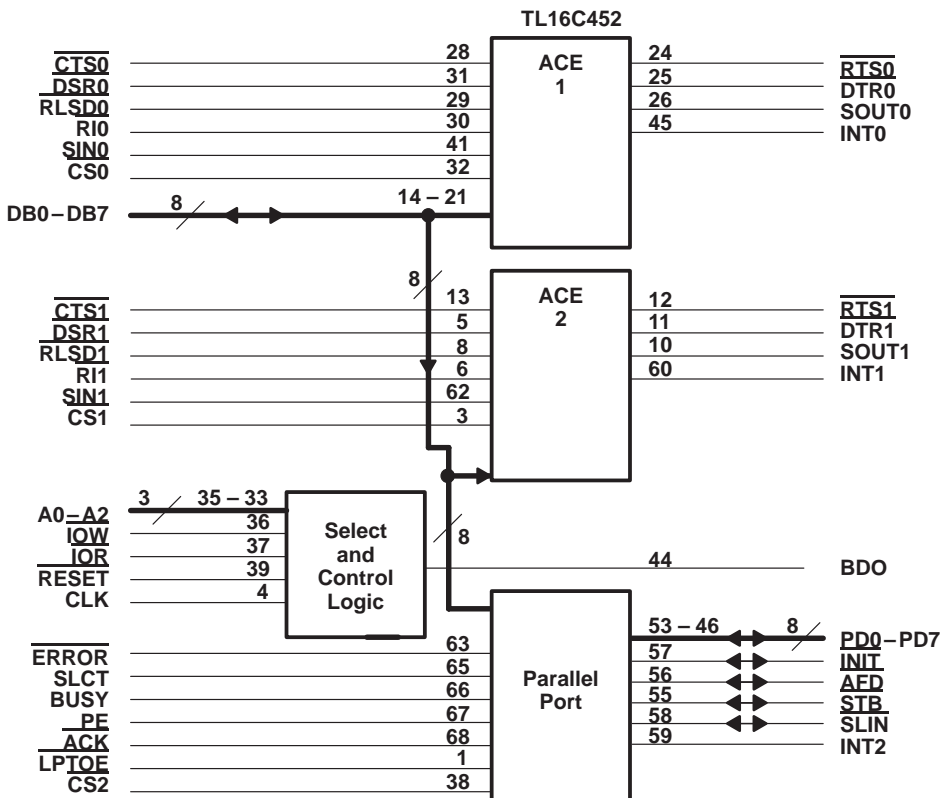 TL16C452
CTS0 28 ACE 1 24 RTS0
DSR0 31 25 DTR0
RLSD0 29 26 SOUT0
RI0 30 45 INT0
SIN0 41
CS0 32
DB0–DB7 8 14 – 21
8
CTS1 13 ACE 2 12 RTS1
DSR1 5 11 DTR1
RLSD1 8 10 SOUT1
RI1 6 60 INT1
SIN1 62
CS1 3
A0–A2 3 35 – 33
IOW 36
IOR 37
RESET 39
CLK 4
Select
and
Control
Logic
8
44 BDO
ERROR 63
SLCT 65
BUSY 66
PE 67
ACK 68
LPTOE 1
CS2 38
Parallel
Port
53 – 46 8 PD0–PD7
57 INIT
56 AFD
55 STB
58 SLIN
59 INT2